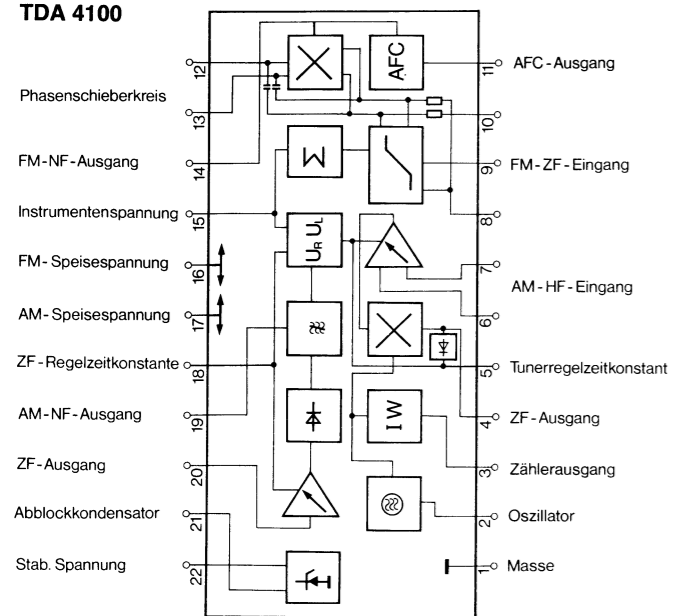 TDA 4100
12
Phasenschieberkreis
13
FM-NF-Ausgang
14
Instrumentenspannung
15
FM-Speisespannung
16
AM-Speisespannung
17
ZF-Regelzeitkonstante
18
AM-NF-Ausgang
19
ZF-Ausgang
20
Abblockkondensator
21
Stab. Spannung
22
AFC
Σ
UR UL
IW
11 AFC-Ausgang
10
9 FM-ZF-Eingang
8
7
AM-HF-Eingang
6
5 Tunerregelzeitkonstant
4 ZF-Ausgang
3 Zählerausgang
2 Oszillator
1 Masse